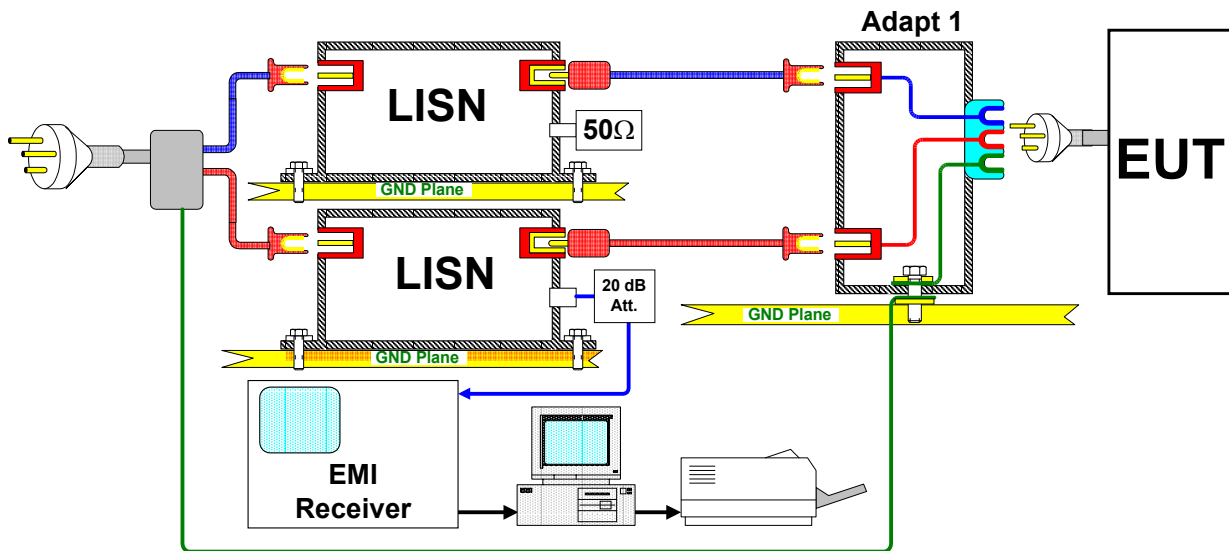 Adapt 1
LISN
50Ω
GND Plane
EUT
LISN
20 dB
Att.
GND Plane
GND Plane
EMI
Receiver